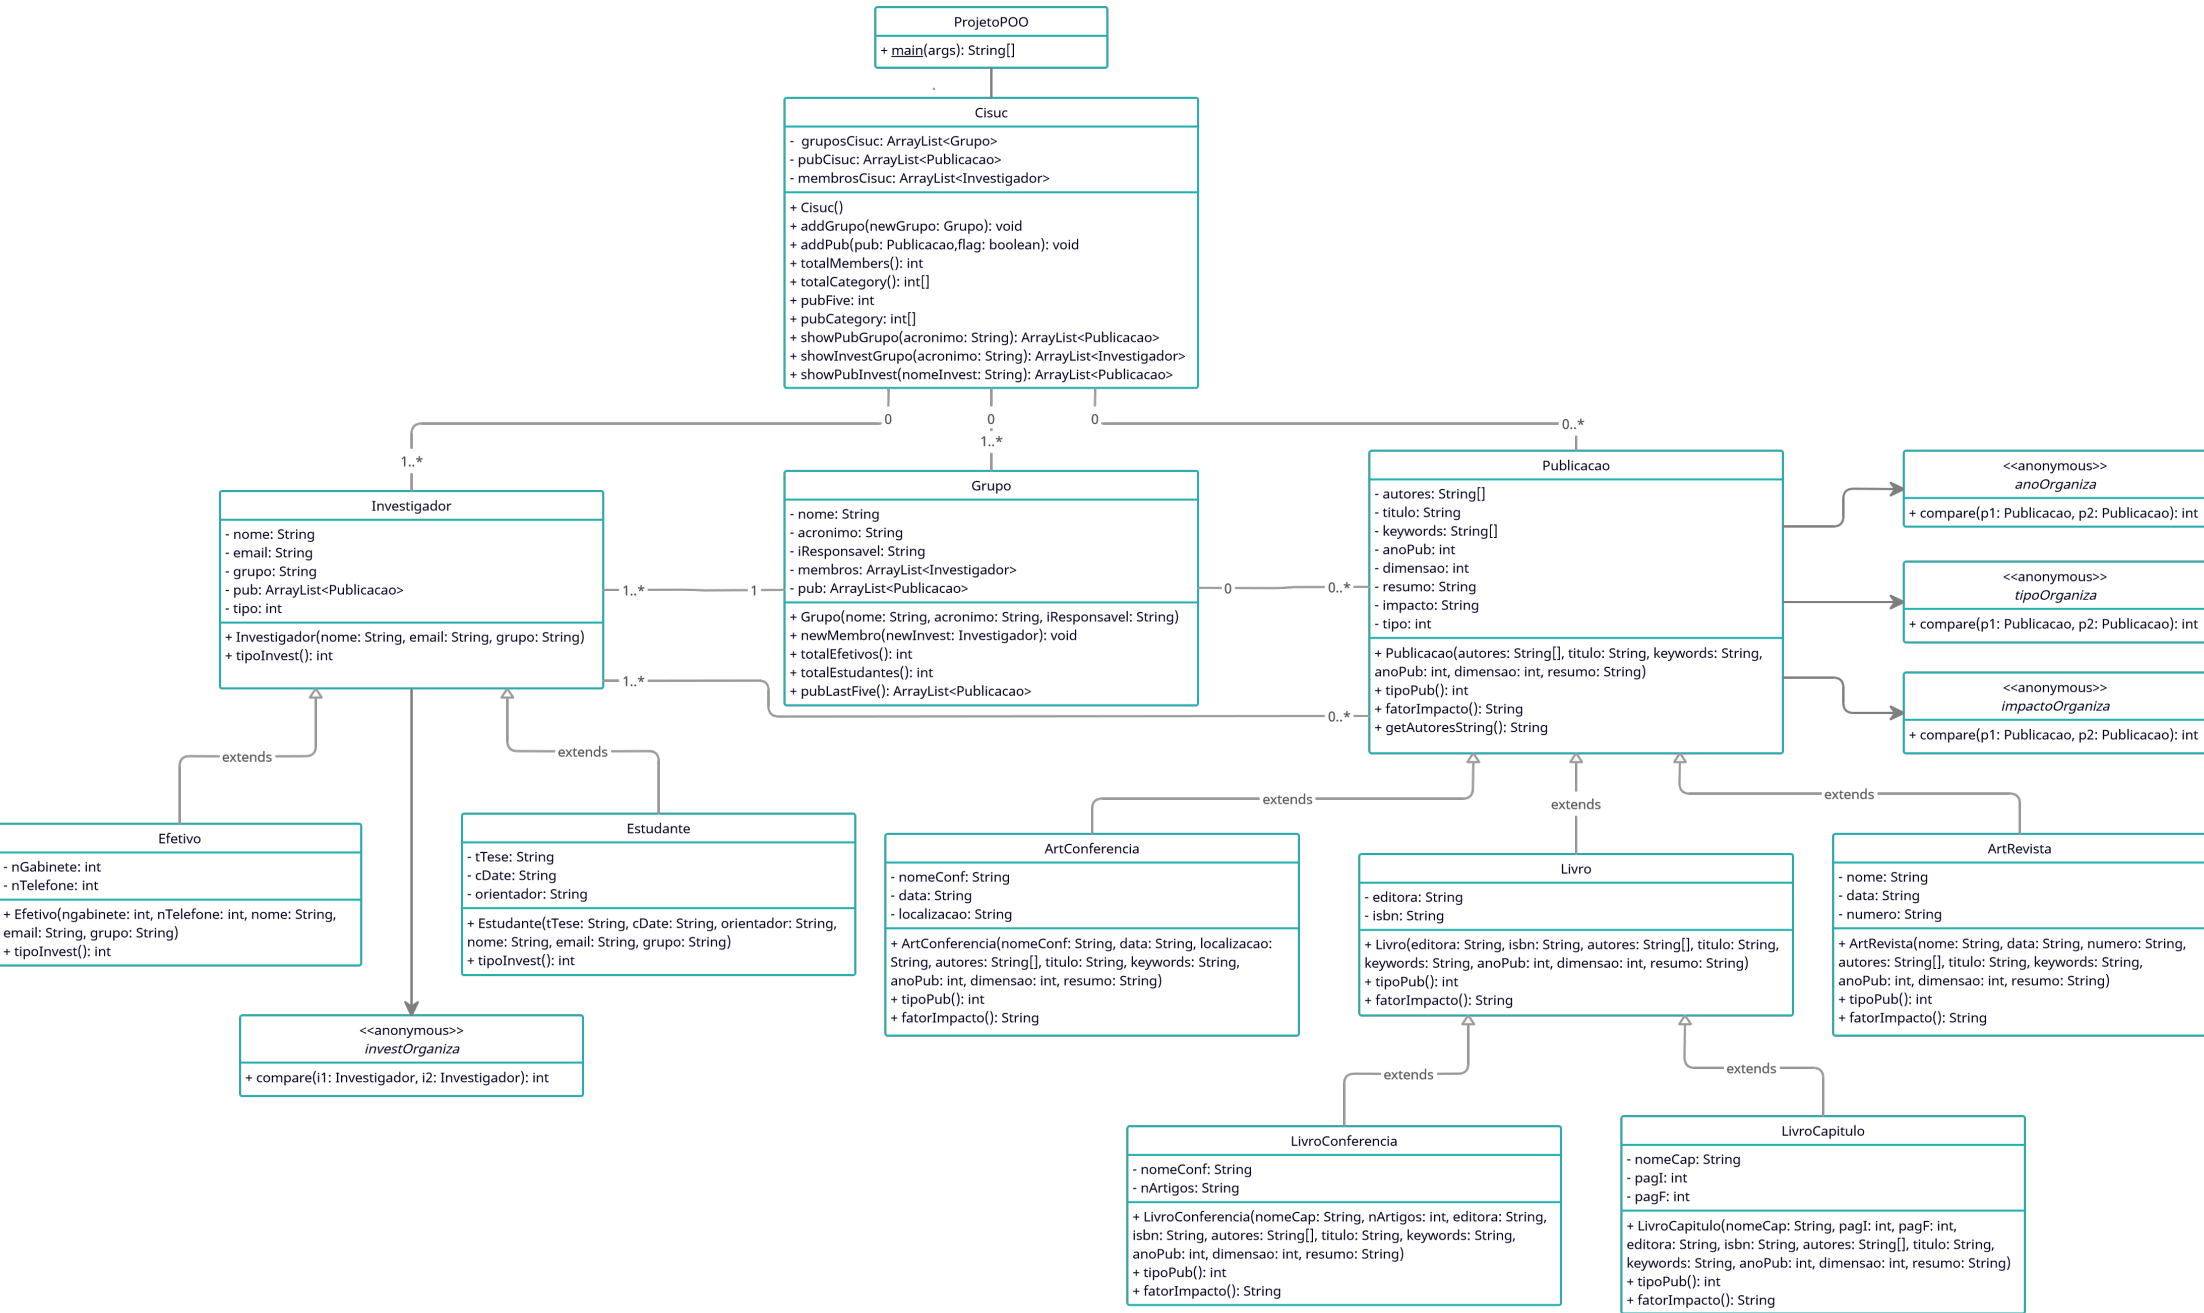 ProjetoPOO
+ main(args): String[]
Cisuc
-  gruposCisuc: ArrayList<Grupo>
- pubCisuc: ArrayList<Publicacao>
- membrosCisuc: ArrayList<Investigador>
+ Cisuc()
+ addGrupo(newGrupo: Grupo): void
+ addPub(pub: Publicacao,flag: boolean): void
+ totalMembers(): int
+ totalCategory(): int[]
+ pubFive: int
+ pubCategory: int[]
+ showPubGrupo(acronimo: String): ArrayList<Publicacao>
+ showInvestGrupo(acronimo: String): ArrayList<Investigador>
+ showPubInvest(nomeInvest: String): ArrayList<Publicacao>
0
0
0
1..*
1..*
0..*
Investigador
- nome: String
- email: String
- grupo: String
- pub: ArrayList<Publicacao>
- tipo: int
+ Investigador(nome: String, email: String, grupo: String)
+ tipoInvest(): int
1..*
1
1..*
Grupo
- nome: String
- acronimo: String
- iResponsavel: String
- membros: ArrayList<Investigador>
- pub: ArrayList<Publicacao>
+ Grupo(nome: String, acronimo: String, iResponsavel: String)
+ newMembro(newInvest: Investigador): void
+ totalEfetivos(): int
+ totalEstudantes(): int
+ pubLastFive(): ArrayList<Publicacao>
0
0..*
0..*
Publicacao
- autores: String[]
- titulo: String
- keywords: String[]
- anoPub: int
- dimensao: int
- resumo: String
- impacto: String
- tipo: int
+ Publicacao(autores: String[], titulo: String, keywords: String,
anoPub: int, dimensao: int, resumo: String)
+ tipoPub(): int
+ fatorImpacto(): String
+ getAutoresString(): String
<<anonymous>>
anoOrganiza
+ compare(p1: Publicacao, p2: Publicacao): int
<<anonymous>>
tipoOrganiza
+ compare(p1: Publicacao, p2: Publicacao): int
<<anonymous>>
impactoOrganiza
+ compare(p1: Publicacao, p2: Publicacao): int
extends
extends
extends
extends
extends
Efetivo
- nGabinete: int
- nTelefone: int
+ Efetivo(ngabinete: int, nTelefone: int, nome: String,
email: String, grupo: String)
+ tipoInvest(): int
Estudante
- tTese: String
- cDate: String
- orientador: String
+ Estudante(tTese: String, cDate: String, orientador: String,
nome: String, email: String, grupo: String)
+ tipoInvest(): int
ArtConferencia
- nomeConf: String
- data: String
- localizacao: String
+ ArtConferencia(nomeConf: String, data: String, localizacao:
String, autores: String[], titulo: String, keywords: String,
anoPub: int, dimensao: int, resumo: String)
+ tipoPub(): int
+ fatorImpacto(): String
Livro
- editora: String
- isbn: String
+ Livro(editora: String, isbn: String, autores: String[], titulo: String,
keywords: String, anoPub: int, dimensao: int, resumo: String)
+ tipoPub(): int
+ fatorImpacto(): String
ArtRevista
- nome: String
- data: String
- numero: String
+ ArtRevista(nome: String, data: String, numero: String,
autores: String[], titulo: String, keywords: String,
anoPub: int, dimensao: int, resumo: String)
+ tipoPub(): int
+ fatorImpacto(): String
<<anonymous>>
investOrganiza
+ compare(i1: Investigador, i2: Investigador): int
extends
extends
LivroConferencia
- nomeConf: String
- nArtigos: String
+ LivroConferencia(nomeCap: String, nArtigos: int, editora: String,
isbn: String, autores: String[], titulo: String, keywords: String,
anoPub: int, dimensao: int, resumo: String)
+ tipoPub(): int
+ fatorImpacto(): String
LivroCapitulo
- nomeCap: String
- pagI: int
- pagF: int
+ LivroCapitulo(nomeCap: String, pagI: int, pagF: int,
editora: String, isbn: String, autores: String[], titulo: String,
keywords: String, anoPub: int, dimensao: int, resumo: String)
+ tipoPub(): int
+ fatorImpacto(): String